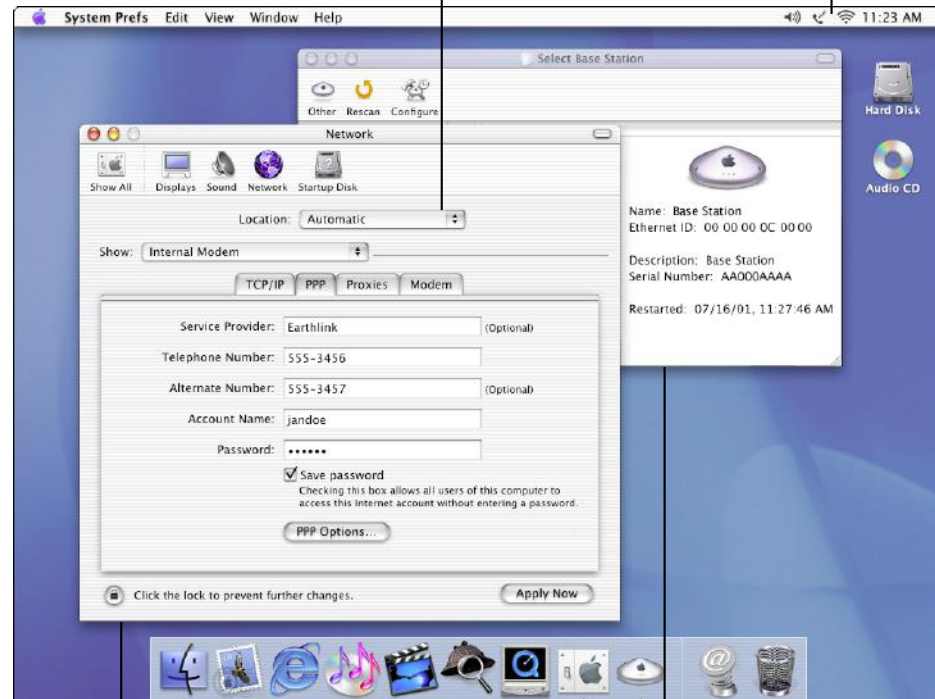 System Prefs Edit View Window Help 11:23 AM
Select Base Station
Other Rescan Configure
Hard Disk
Network
Show All Displays Sound Network Startup Disk
Audio CD
Location: Automatic
Name: Base Station
Ethernet ID: 00 00 00 0C 00 00
Show: Internal Modem
Description: Base Station
Serial Number: AA000AAAA
TCP/IP PPP Proxies Modem
Restarted: 07/16/01, 11:27:46 AM
Service Provider: Earthlink (Optional)
Telephone Number: 555-3456
Alternate Number: 555-3457 (Optional)
Account Name: jandoe
Password: ••••••
Save password
Checking this box allows all users of this computer to
access this Internet account without entering a password.
PPP Options...
Click the lock to prevent further changes. Apply Now